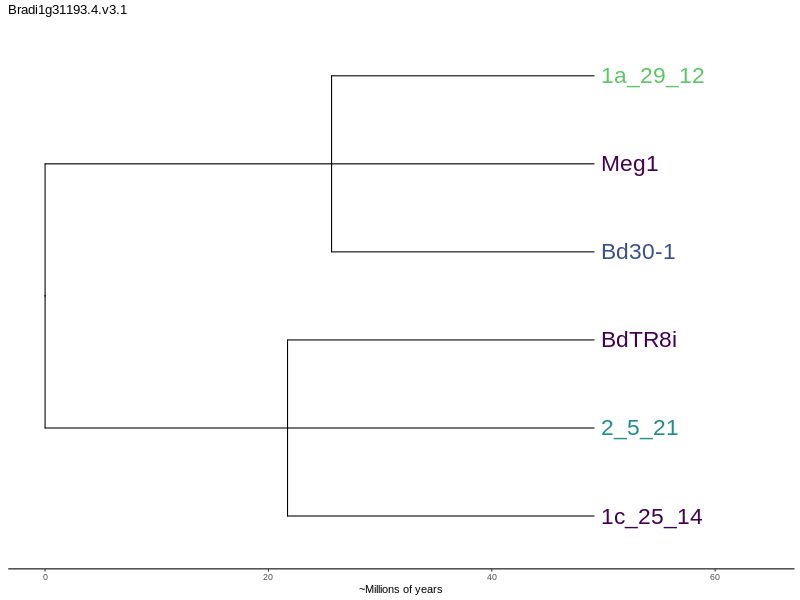 Bradi1g31193.4.v3.1
1a_29_12
Meg1
Bd30-1
BdTR8i
2_5_21
1c_25_14
0 20 40 60
~Millions of years